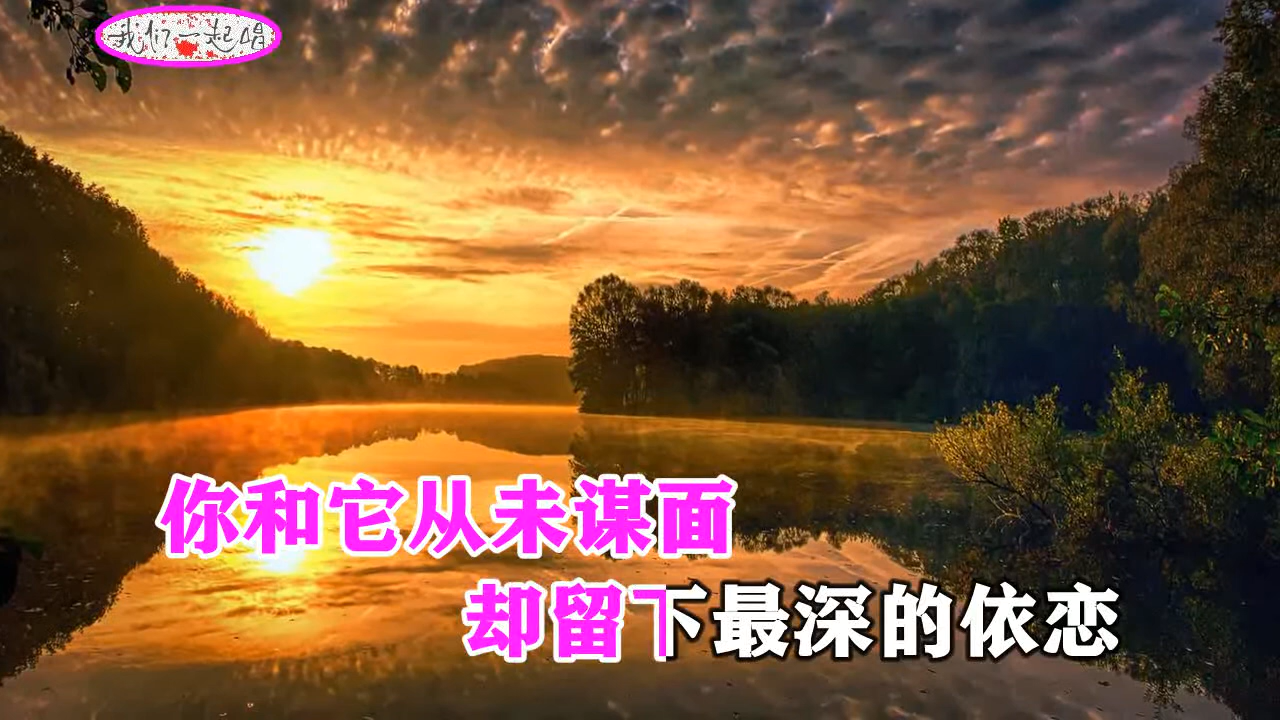 我们一起唱
你和它从未谋面
却留下最深的依恋